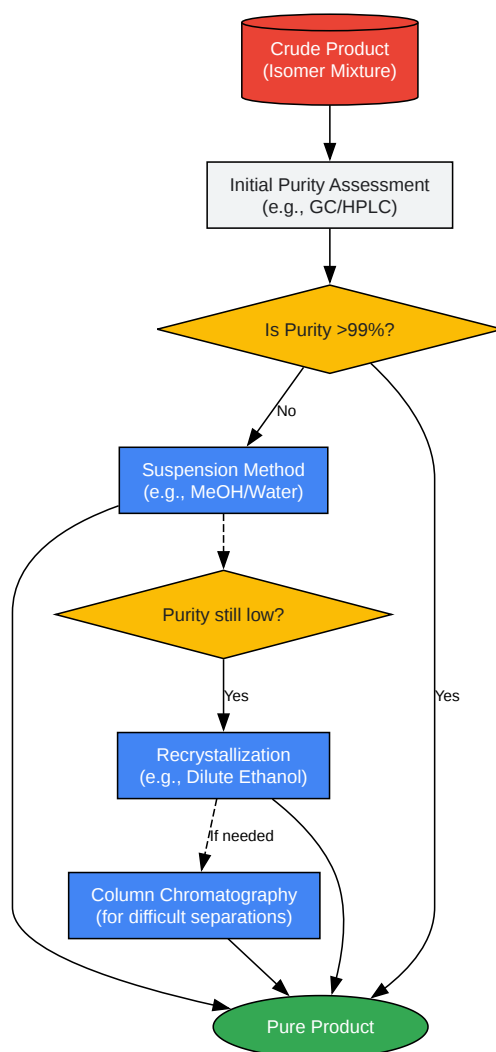 Crude Product
(Isomer Mixture)
Initial Purity Assessment
(e.g., GC/HPLC)
Is Purity >99%?
No
Suspension Method
(e.g., MeOH/Water)
Purity still low?
Yes
Yes
Recrystallization
(e.g., Dilute Ethanol)
If needed
Column Chromatography
(for difficult separations)
Pure Product